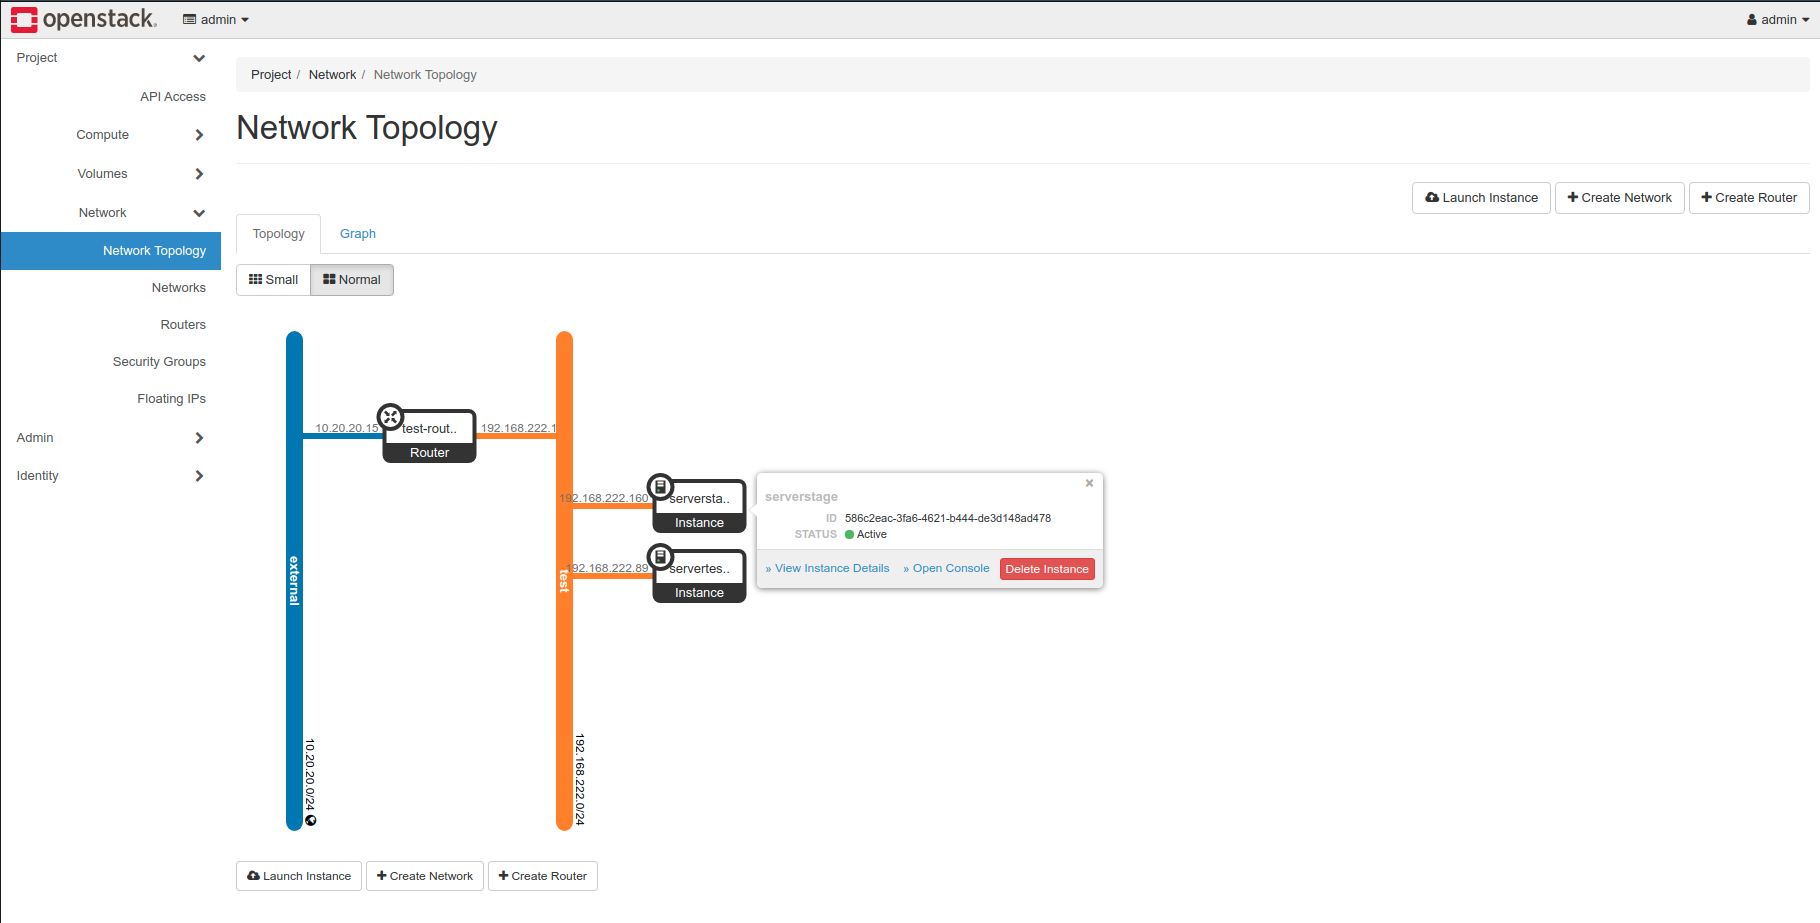 openstack. admin admin
Project
API Access
Compute
Volumes
Network
Network Topology
Networks
Routers
Security Groups
Floating IPs
Admin
Identity
Project / Network / Network Topology
Network Topology
Launch Instance + Create Network + Create Router
Topology Graph
Small Normal
external
10.20.20.0/24
10.20.20.15
test-rout..
Router
192.168.222.1
test
192.168.222.0/24
192.168.222.160
serversta..
Instance
192.168.222.89
servertes..
Instance
×
serverstage
ID 586c2eac-3fa6-4621-b444-de3d148ad478
STATUS Active
» View Instance Details » Open Console Delete Instance
Launch Instance + Create Network + Create Router